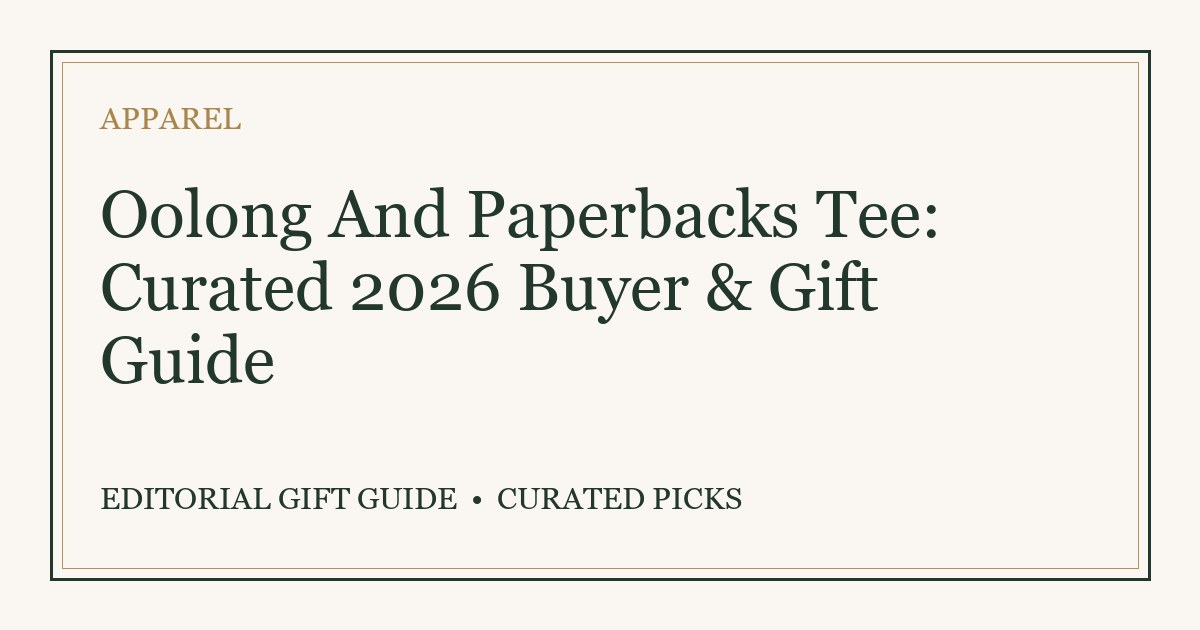 APPAREL
Oolong And Paperbacks Tee:
Curated 2026 Buyer & Gift
Guide
EDITORIAL GIFT GUIDE • CURATED PICKS